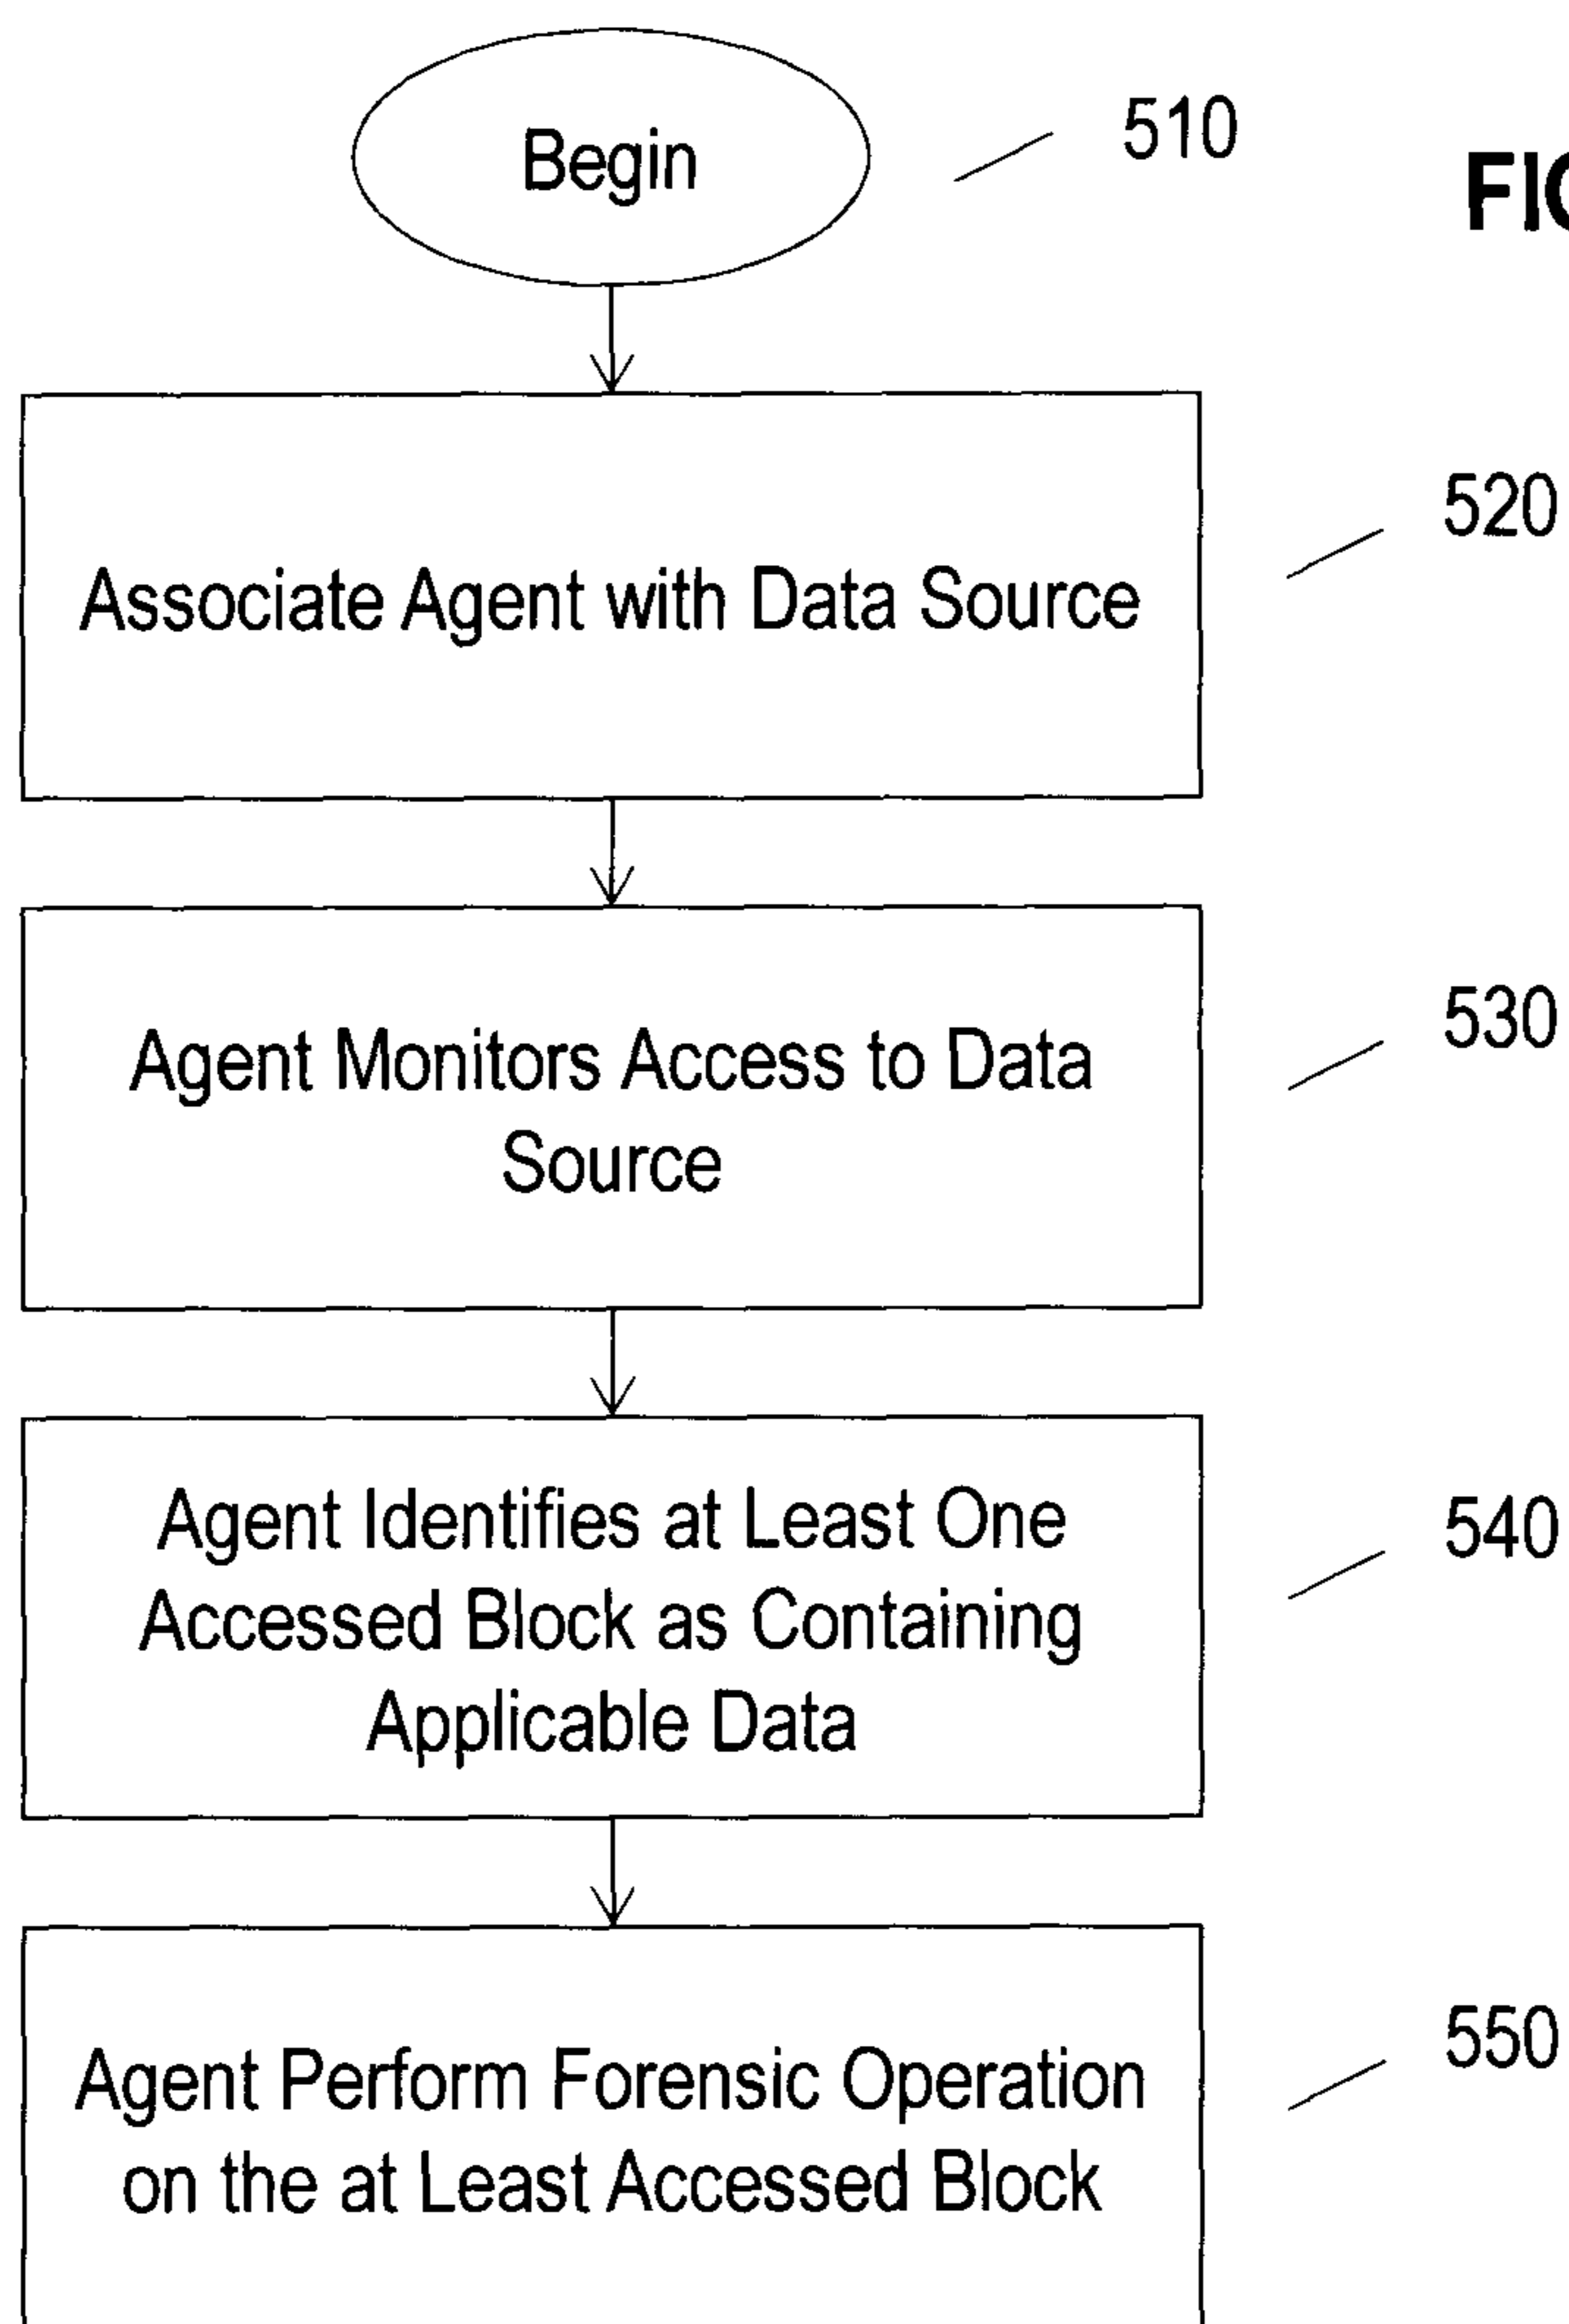 Begin
510
FIG
Associate Agent with Data Source
520
Agent Monitors Access to Data
Source
530
Agent Identifies at Least One
Accessed Block as Containing
Applicable Data
540
Agent Perform Forensic Operation
on the at Least Accessed Block
550